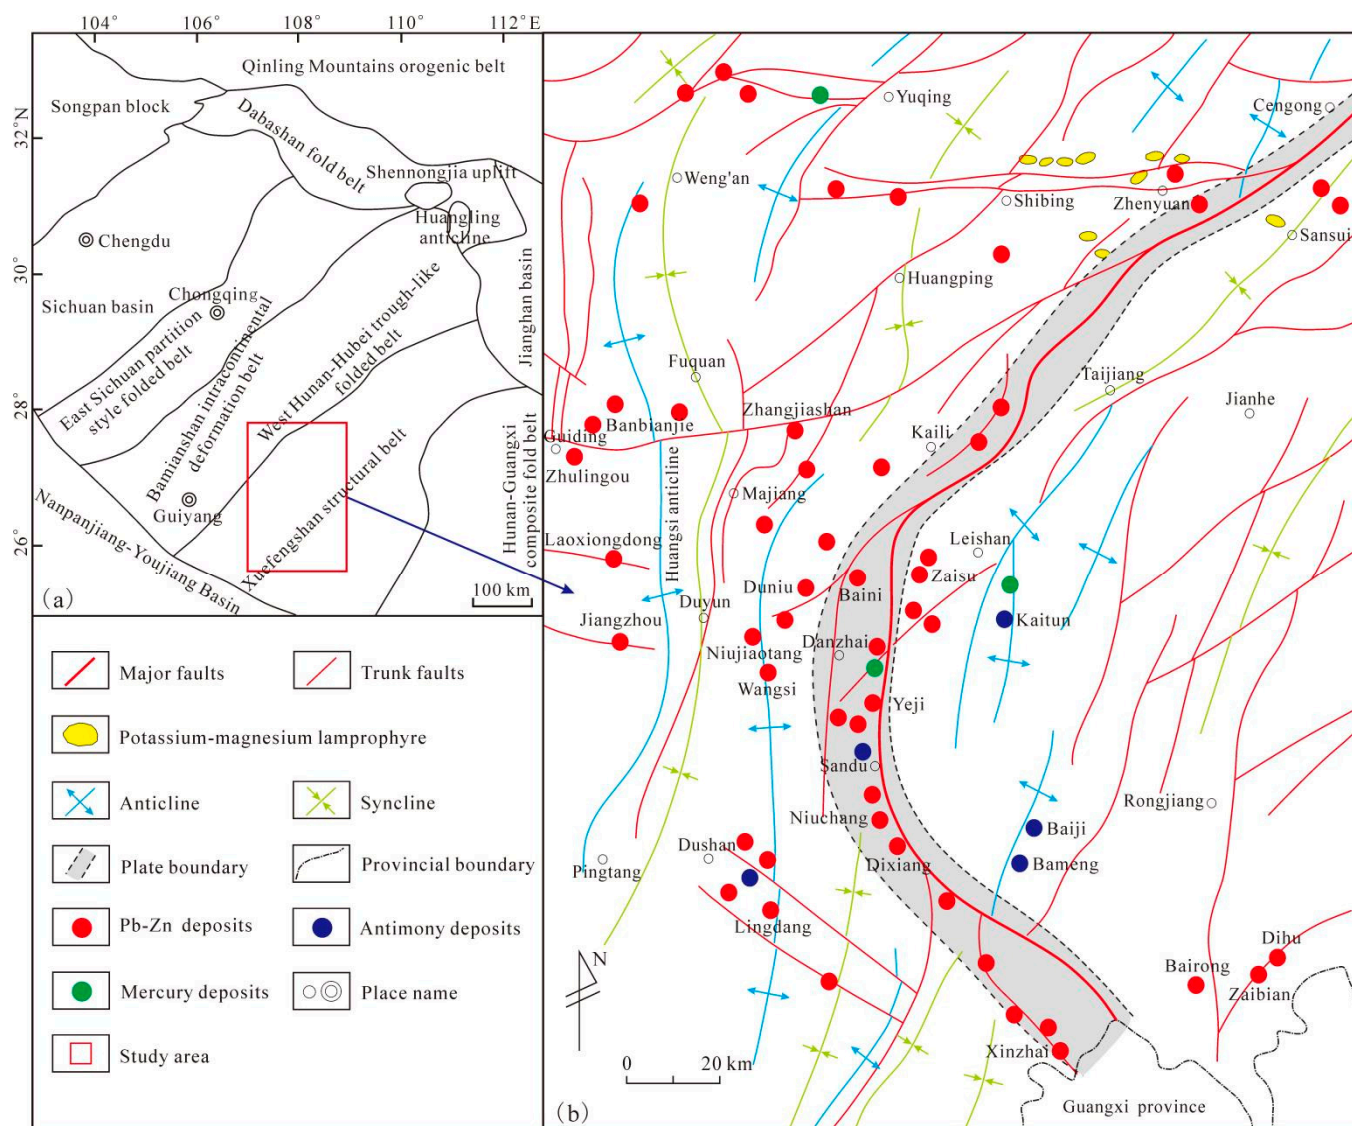 104°
106°
108°
110°
112°E
32°N
30°
28°
26°
Qinling Mountains orogenic belt
Songpan block
Dabashan fold belt
Shennongjia uplift
Huangling
anticline
Chengdu
Sichuan basin
Chongqing
Jianghan basin
East Sichuan partition
style folded belt
Bamianshan intracontinental
deformation belt
West Hunan-Hubei trough-like
folded belt
Guiyang
Xuefengshan structural belt
Hunan-Guangxi
composite fold belt
Nanpanjiang-Youjiang Basin
(a)
100 km
Major faults
Trunk faults
Potassium-magnesium lamprophyre
Anticline
Syncline
Plate boundary
Provincial boundary
Pb-Zn deposits
Antimony deposits
Mercury deposits
Place name
Study area
Yuqing
Cengong
Weng'an
Shibing
Zhenyuan
Sansui
Huangping
Fuquan
Taijiang
Jianhe
Banbianjie
Zhangjiashan
Guiding
Kaili
Zhulingou
Huangsi anticline
Majiang
Laoxiongdong
Leishan
Duniu
Baini
Zaisu
Jiangzhou
Duyun
Kaitun
Niujiaotang
Danzhai
Wangsi
Yeji
Sandu
Rongjiang
Niuchang
Baiji
Dushan
Dixiang
Bameng
Pingtang
Lingdang
Dihu
Bairong
Zaibian
N
Xinzhai
0
20 km
(b)
Guangxi province